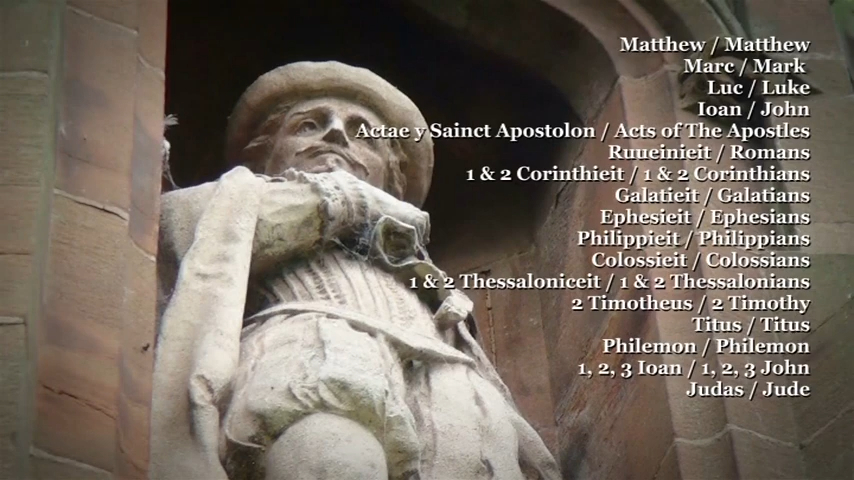 Matthew / Matthew
Marc / Mark
Luc / Luke
Ioan / John
Actae y Sainct Apostolon / Acts of The Apostles
Ruueinieit / Romans
1 & 2 Corinthieit / 1 & 2 Corinthians
Galatieit / Galatians
Ephesieit / Ephesians
Philippieit / Philippians
Colossieit / Colossians
1 & 2 Thessaloniceit / 1 & 2 Thessalonians
2 Timotheus / 2 Timothy
Titus / Titus
Philemon / Philemon
1, 2, 3 Ioan / 1, 2, 3 John
Judas / Jude